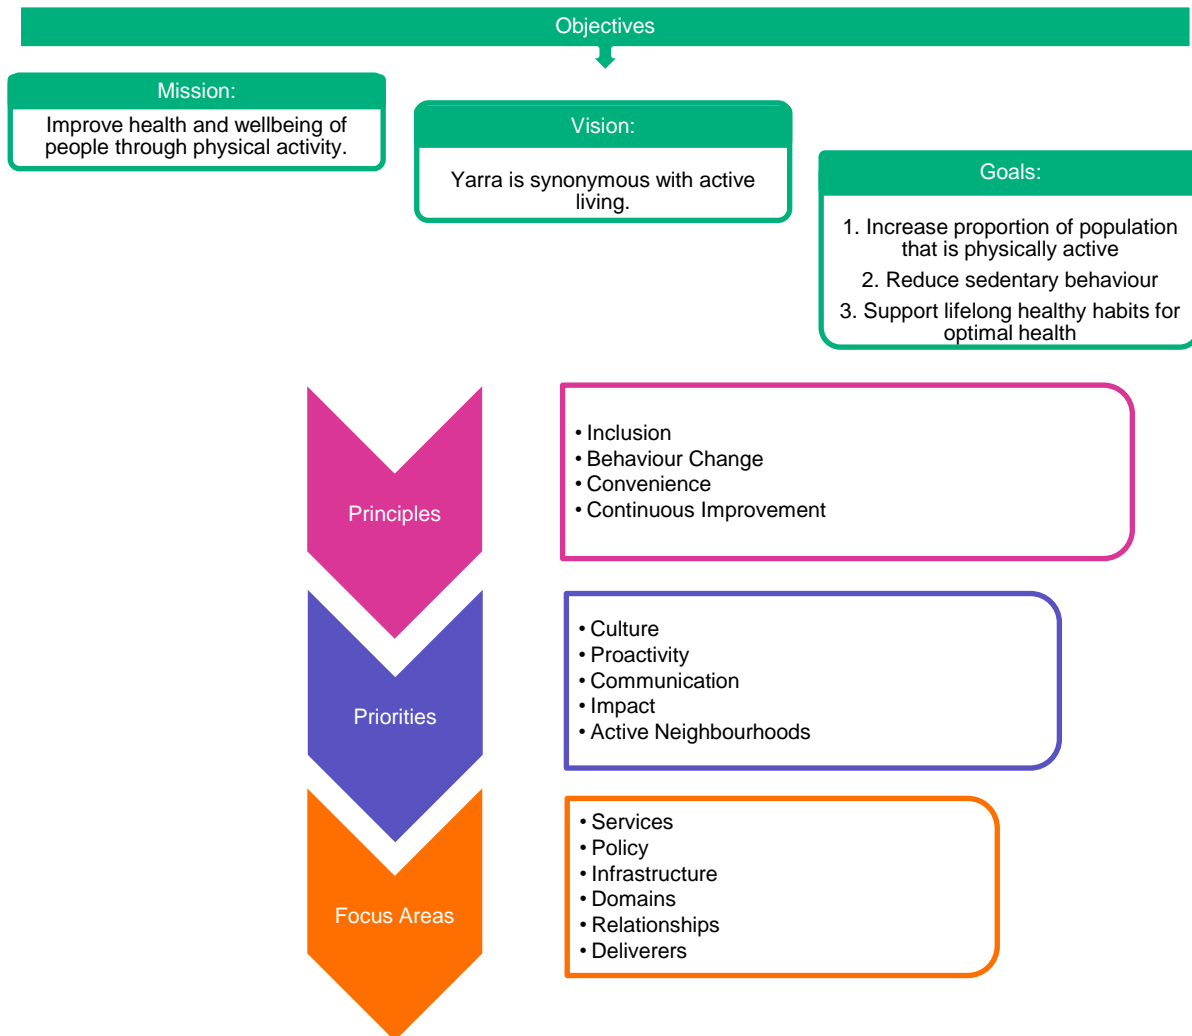 Objectives
Mission:
Improve health and wellbeing of
people through physical activity.
Vision:
Yarra is synonymous with active
living.
Goals:
1. Increase proportion of population
that is physically active
2. Reduce sedentary behaviour
3. Support lifelong healthy habits for
optimal health
Principles
• Inclusion
• Behaviour Change
• Convenience
• Continuous Improvement
Priorities
• Culture
• Proactivity
• Communication
• Impact
• Active Neighbourhoods
Focus Areas
• Services
• Policy
• Infrastructure
• Domains
• Relationships
• Deliverers